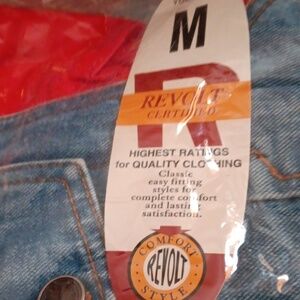 M
R
REVOLT
CERTIFIED
HIGHEST RATINGS
for QUALITY CLOTHING
Classic
easy fitting
styles for
complete comfort
and lasting
satisfaction.
COMFORT
REVOLT
STYLE